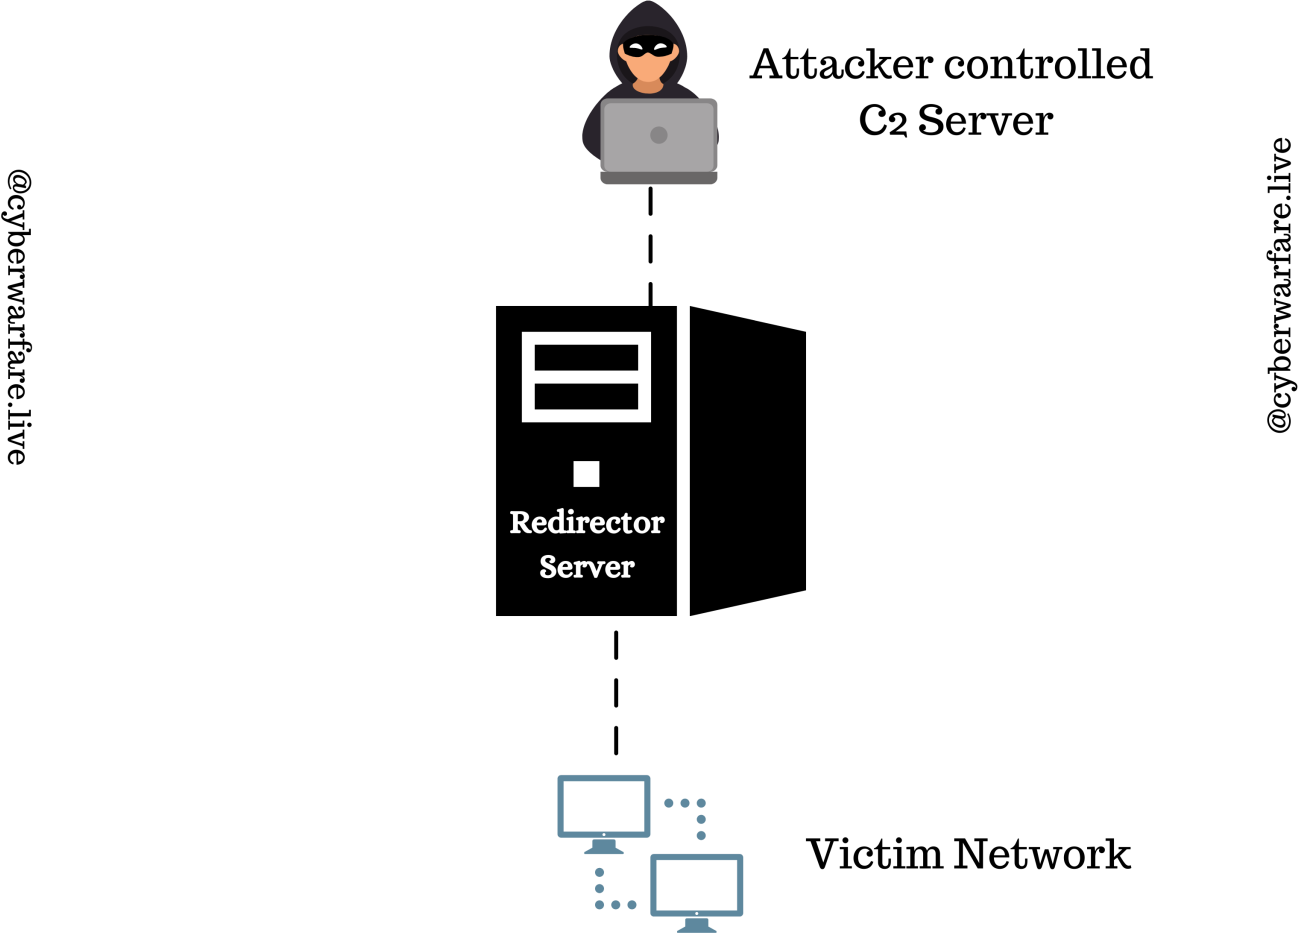 Attacker controlled
C2 Server
@cyberwarfare.live
@cyberwarfare.live
Redirector
Server
Victim Network